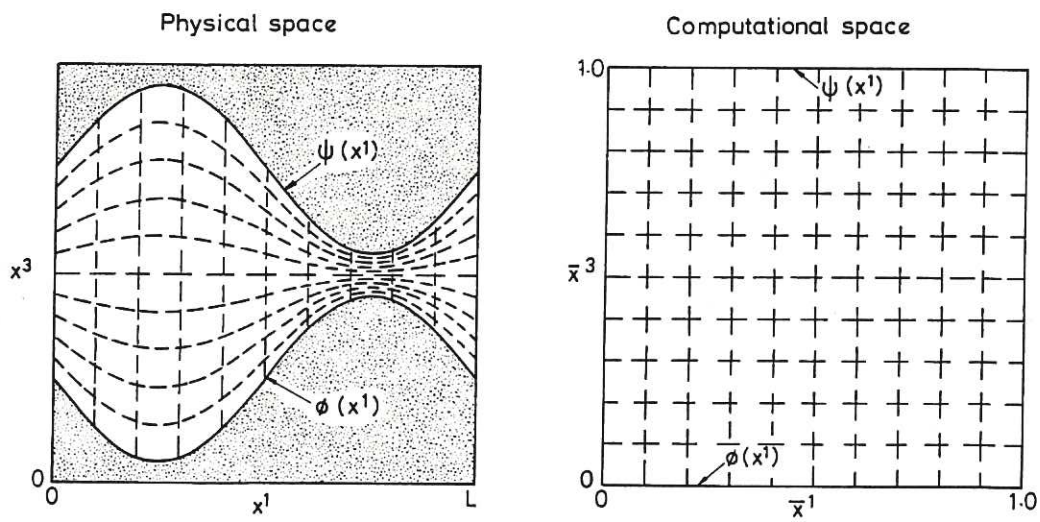 Physical space
ψ (x¹)
x³
ϕ (x¹)
0
0
x¹
L
Computational space
1.0
ψ (x¹)
x̅³
ϕ(x¹)
0
0
x̅¹
1.0